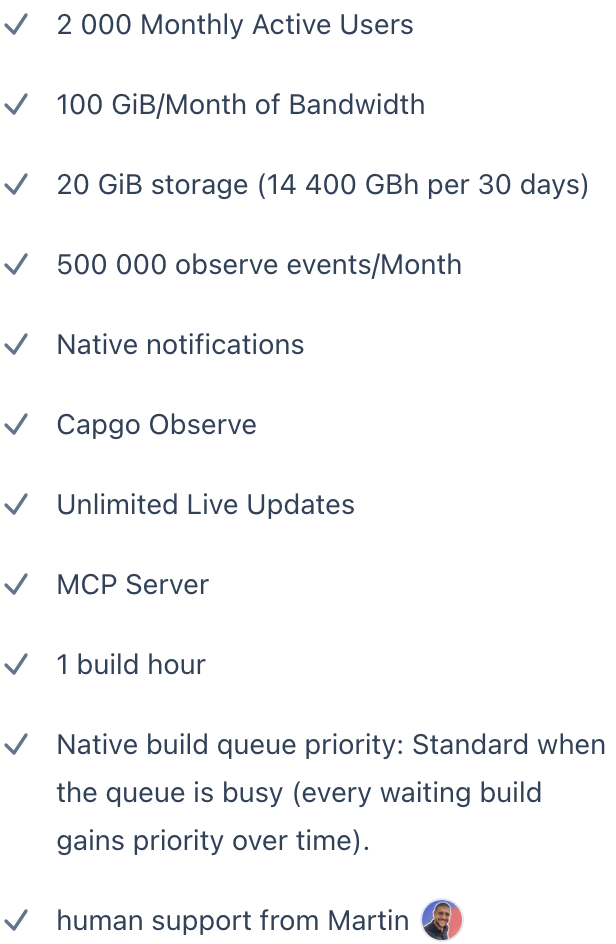 2 000 Monthly Active Users
100 GiB/Month of Bandwidth
20 GiB storage (14 400 GBh per 30 days)
500 000 observe events/Month
Native notifications
Capgo Observe
Unlimited Live Updates
MCP Server
1 build hour
Native build queue priority: Standard when
the queue is busy (every waiting build
gains priority over time).
human support from Martin